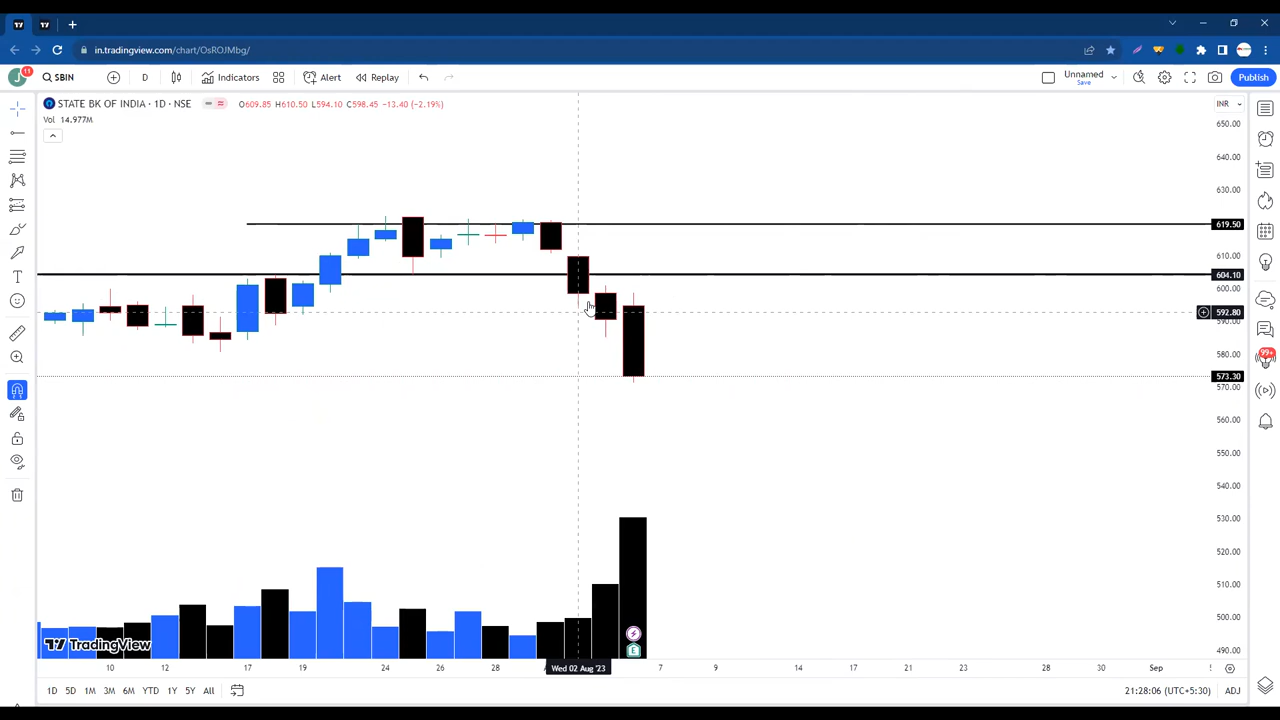 in.tradingview.com/chart/OsROJMbg/
J 11 SBIN D Indicators Alert Replay Unnamed Save Publish
STATE BK OF INDIA · 1D · NSE O609.85 H610.50 L594.10 C598.45 −13.40 (−2.19%) INR
Vol 14.977M
650.00
640.00
630.00
619.50
610.00
604.10
600.00
592.80
590.00
580.00
573.30
570.00
99+
560.00
550.00
540.00
530.00
520.00
510.00
500.00
TradingView
E
490.00
10 12 14 17 19 24 26 28 Wed 02 Aug '23 7 9 14 17 21 23 28 30 Sep
1D 5D 1M 3M 6M YTD 1Y 5Y All 21:28:06 (UTC+5:30) ADJ